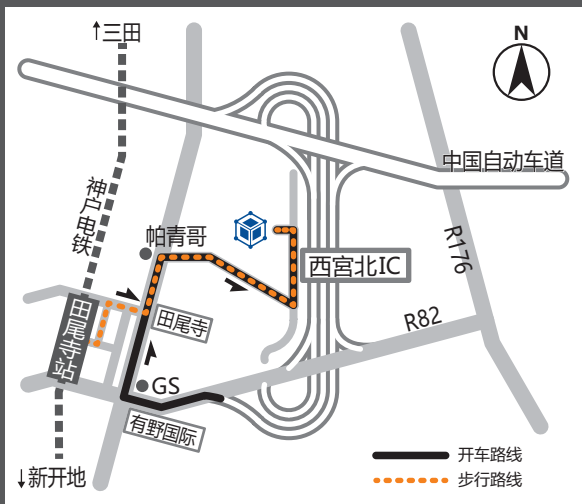 ↑三田
N
中国自动车道
神户电铁
帕青哥
西宮北IC
R176
田尾寺站
田尾寺
R82
GS
有野国际
↓新开地
开车路线
步行路线